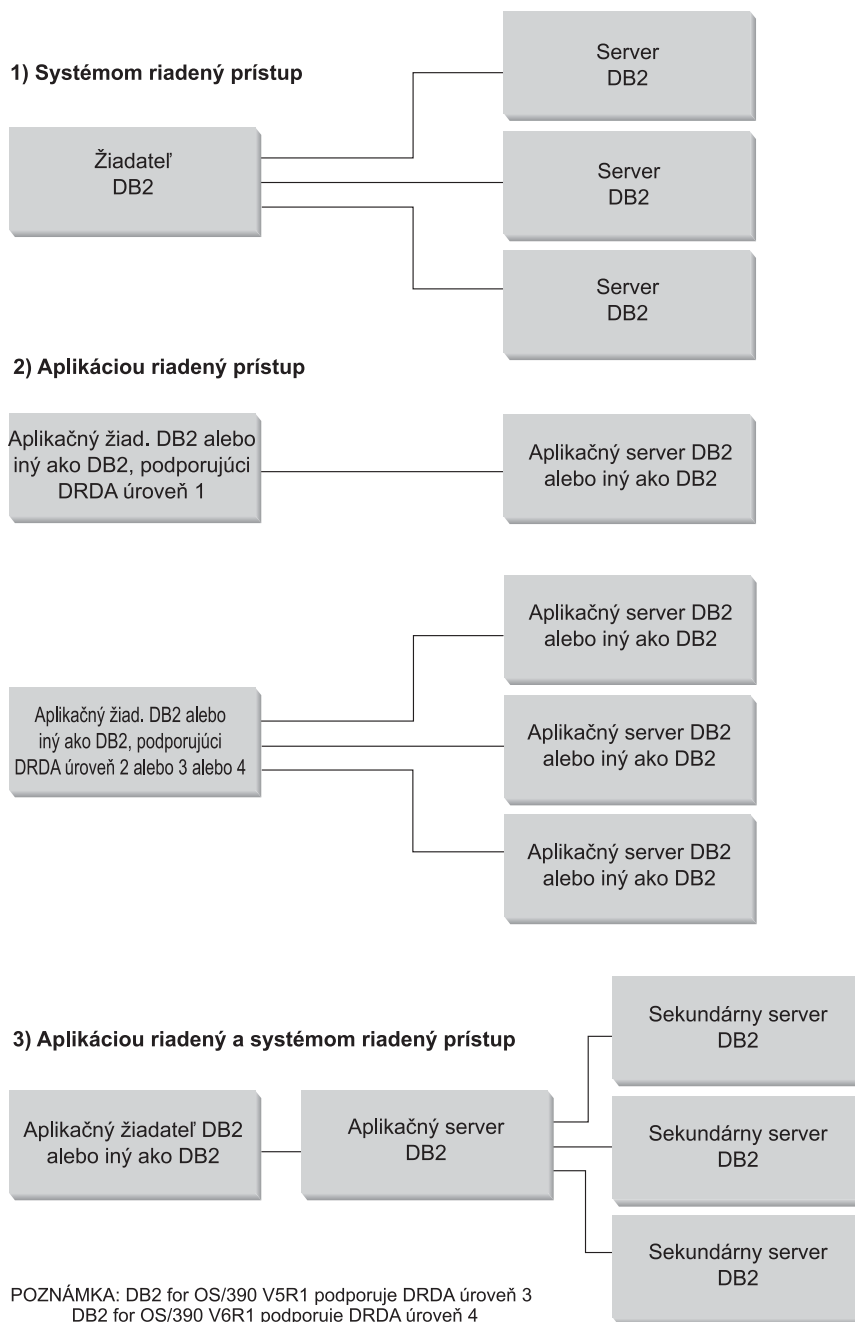 1) Systémom riadený prístup
Server
DB2
Žiadateľ
DB2
Server
DB2
Server
DB2
2) Aplikáciou riadený prístup
Aplikačný žiad. DB2 alebo
iný ako DB2, podporujúci
DRDA úroveň 1
Aplikačný server DB2
alebo iný ako DB2
Aplikačný server DB2
alebo iný ako DB2
Aplikačný žiad. DB2 alebo
iný ako DB2, podporujúci
DRDA úroveň 2 alebo 3 alebo 4
Aplikačný server DB2
alebo iný ako DB2
Aplikačný server DB2
alebo iný ako DB2
3) Aplikáciou riadený a systémom riadený prístup
Sekundárny server
DB2
Aplikačný žiadateľ DB2
alebo iný ako DB2
Aplikačný server
DB2
Sekundárny server
DB2
Sekundárny server
DB2
POZNÁMKA: DB2 for OS/390 V5R1 podporuje DRDA úroveň 3
DB2 for OS/390 V6R1 podporuje DRDA úroveň 4